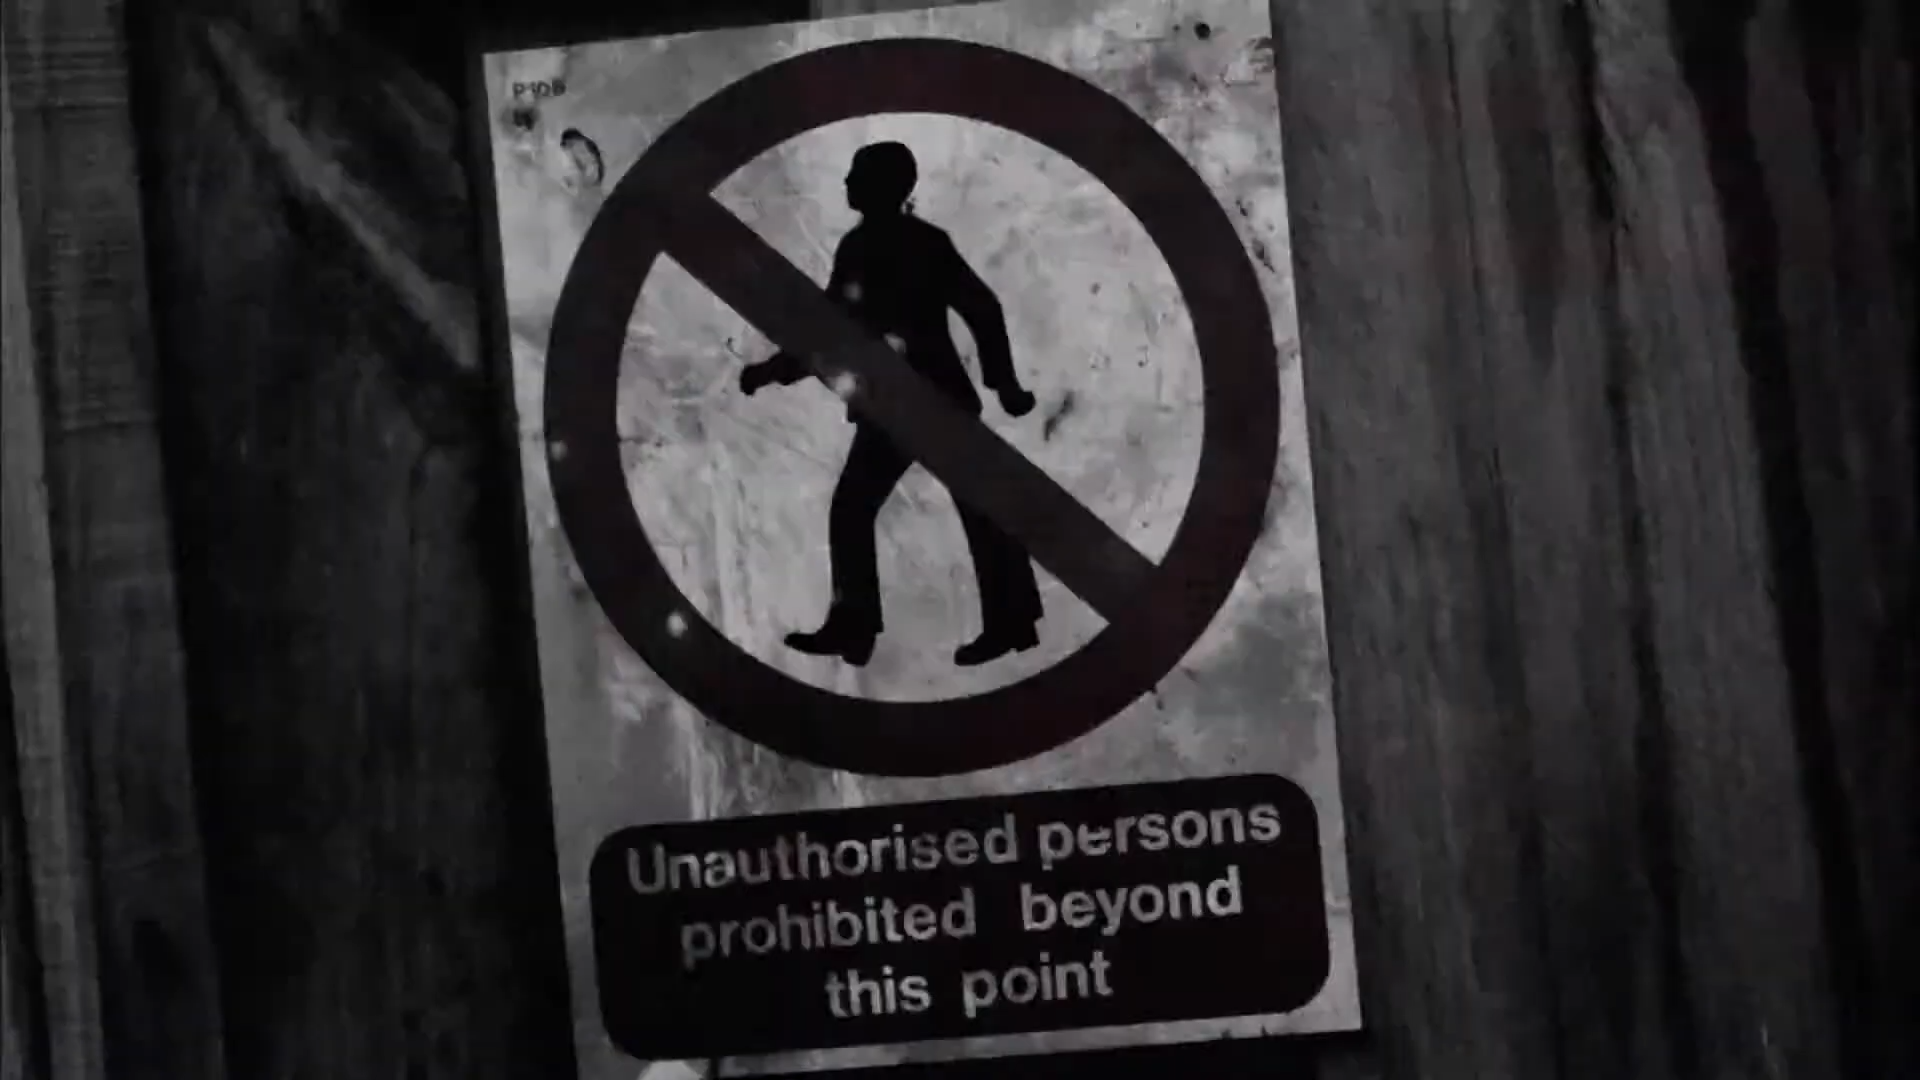 Unauthorised persons
prohibited beyond
this point